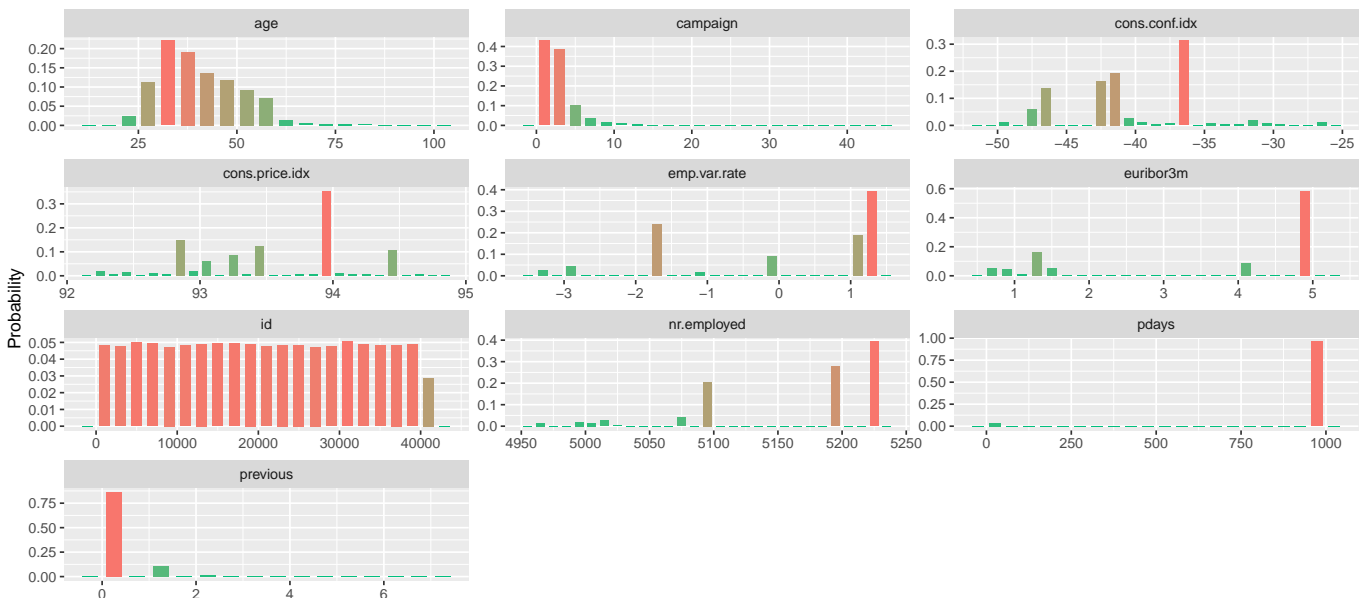 age campaign cons.conf.idx
0.20 0.15 0.10 0.05 0.00
25 50 75 100
0.4 0.3 0.2 0.1 0.0
0 10 20 30 40
0.3 0.2 0.1 0.0
−50 −45 −40 −35 −30 −25
cons.price.idx emp.var.rate euribor3m
0.3 0.2 0.1 0.0
92 93 94 95
0.4 0.3 0.2 0.1 0.0
−3 −2 −1 0 1
0.6 0.4 0.2 0.0
1 2 3 4 5
Probability
id nr.employed pdays
0.05 0.04 0.03 0.02 0.01 0.00
0 10000 20000 30000 40000
0.4 0.3 0.2 0.1 0.0
4950 5000 5050 5100 5150 5200 5250
1.00 0.75 0.50 0.25 0.00
0 250 500 750 1000
previous
0.75 0.50 0.25 0.00
0 2 4 6